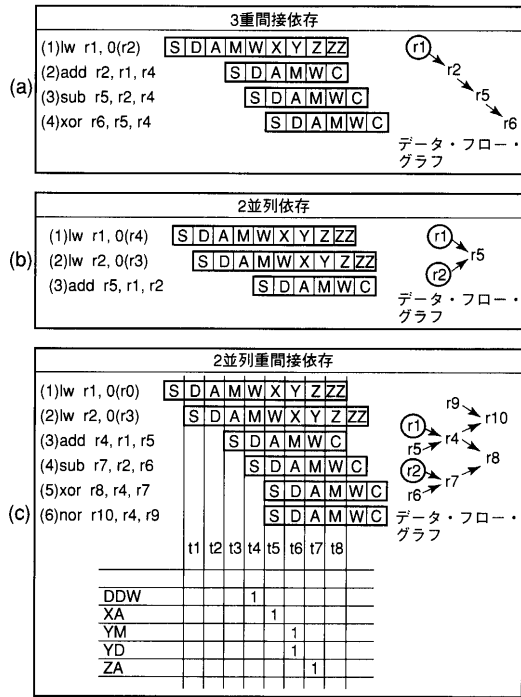 3重間接依存
(a)
(1)lw r1, 0(r2) S D A M W X Y Z ZZ
(2)add r2, r1, r4 S D A M W C
(3)sub r5, r2, r4 S D A M W C
(4)xor r6, r5, r4 S D A M W C
r1
r2
r5
r6
データ・フロー・
グラフ
2並列依存
(b)
(1)lw r1, 0(r4) S D A M W X Y Z ZZ
(2)lw r2, 0(r3) S D A M W X Y Z ZZ
(3)add r5, r1, r2 S D A M W C
r1
r5
r2
データ・フロー・
グラフ
2並列重間接依存
(c)
(1)lw r1, 0(r0) S D A M W X Y Z ZZ
(2)lw r2, 0(r3) S D A M W X Y Z ZZ
(3)add r4, r1, r5 S D A M W C
(4)sub r7, r2, r6 S D A M W C
(5)xor r8, r4, r7 S D A M W C
(6)nor r10, r4, r9 S D A M W C
r9
r10
r1
r4
r5
r8
r2
r7
r6
データ・フロー・
グラフ
t1 t2 t3 t4 t5 t6 t7 t8
DDW 1
XA 1
YM 1
YD 1
ZA 1